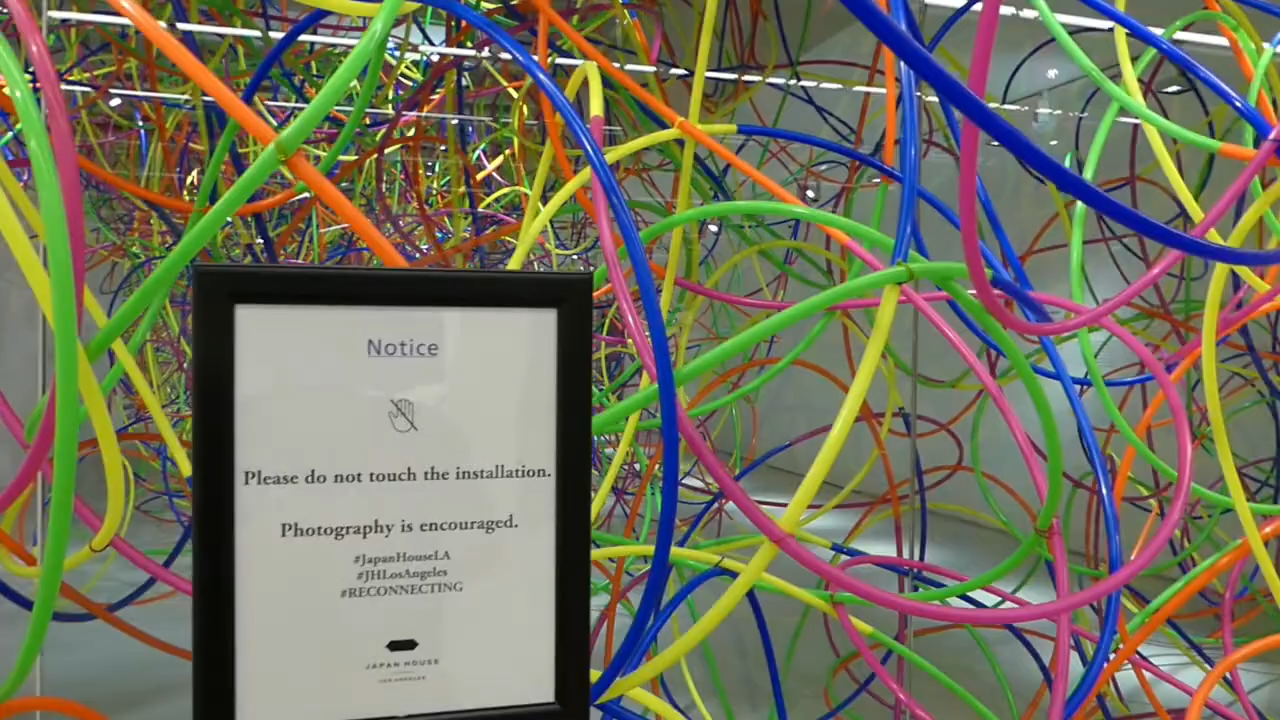 Notice
Please do not touch the installation.
Photography is encouraged.
#JapanHouseLA
#JHLosAngeles
#RECONNECTING
JAPAN HOUSE
LOS ANGELES